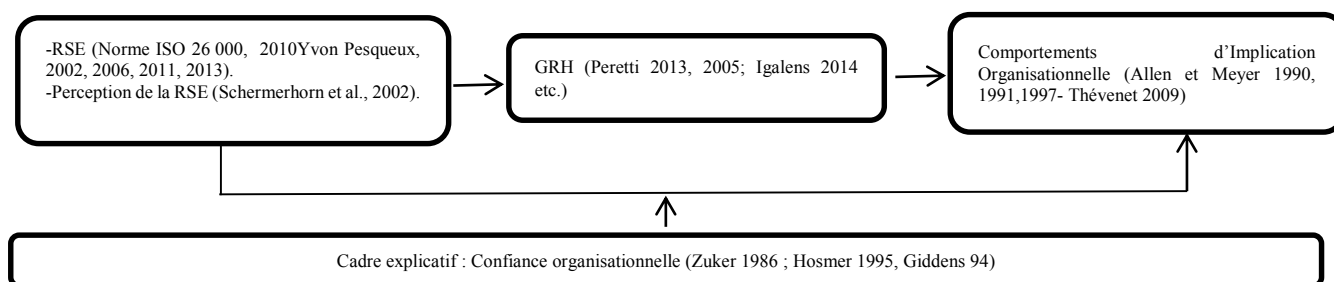 -RSE (Norme ISO 26 000, 2010Yvon Pesqueux,
2002, 2006, 2011, 2013).
-Perception de la RSE (Schermerhorn et al., 2002).
GRH (Peretti 2013, 2005; Igalens 2014
etc.)
Comportements d’Implication
Organisationnelle (Allen et Meyer 1990,
1991,1997- Thévenet 2009)
Cadre explicatif : Confiance organisationnelle (Zuker 1986 ; Hosmer 1995, Giddens 94)